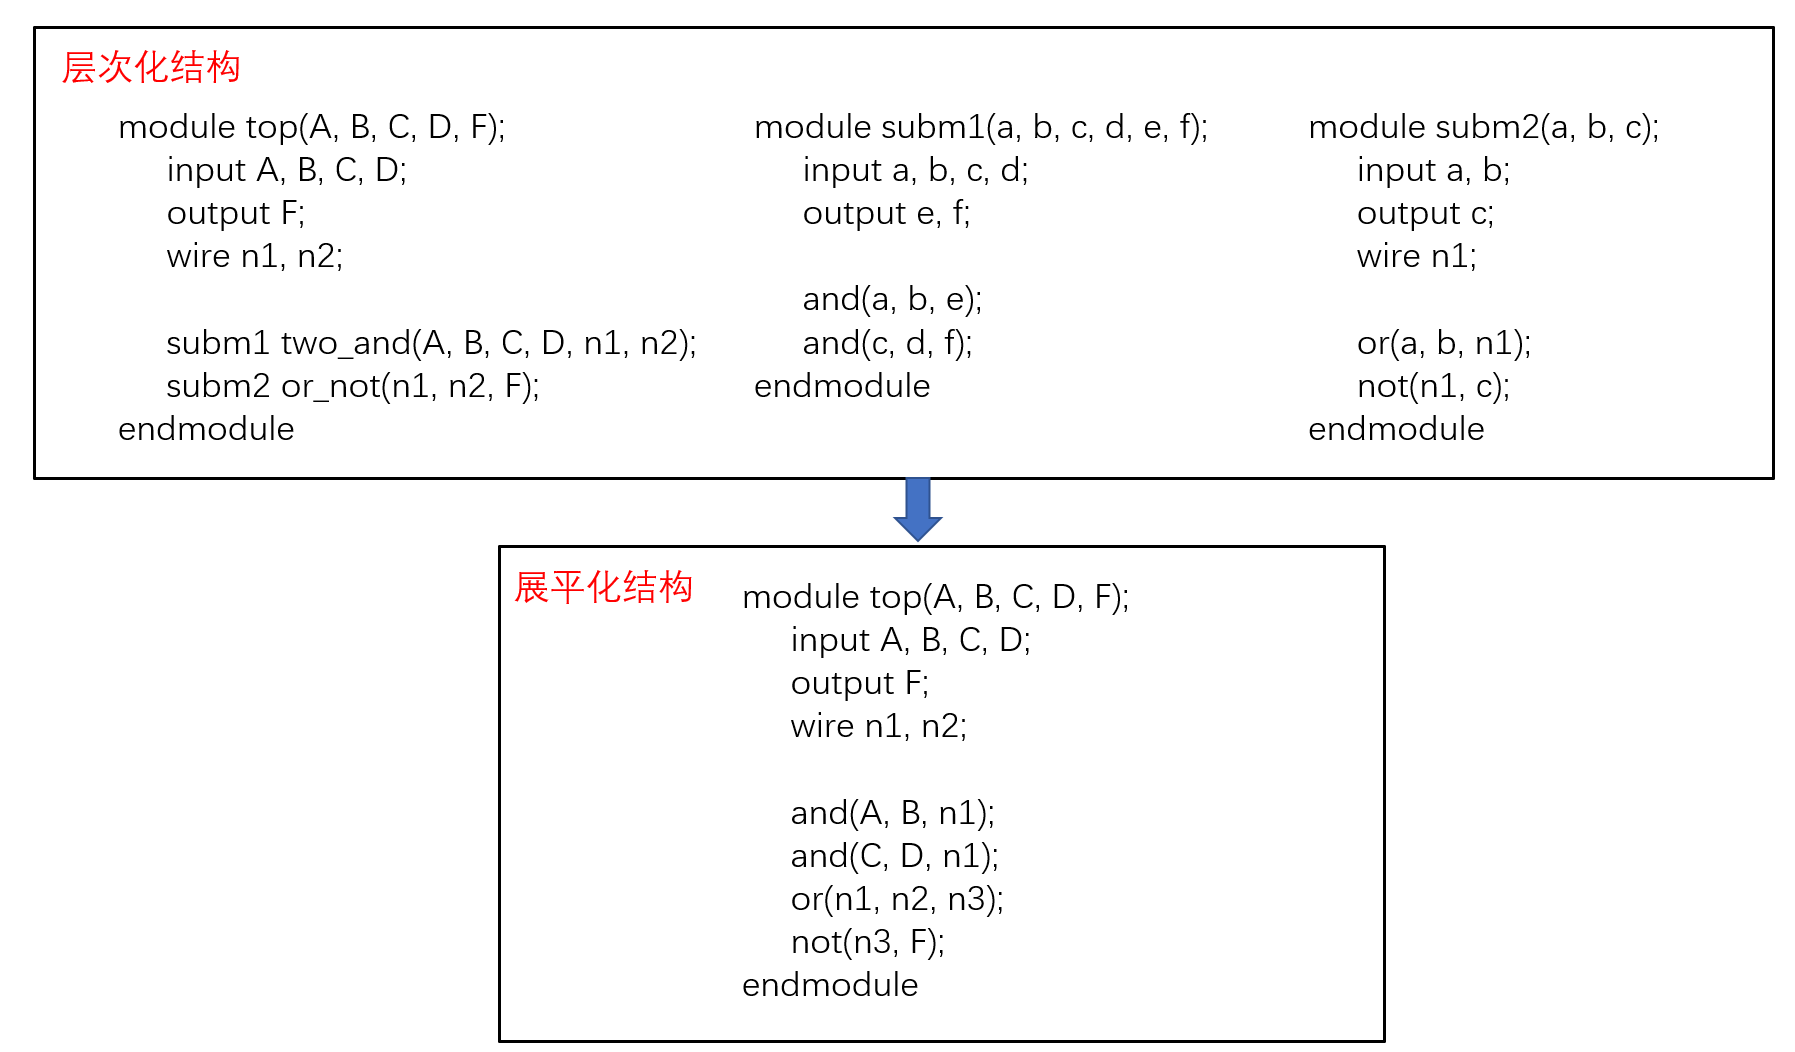 层次化结构
module top(A, B, C, D, F);
input A, B, C, D;
output F;
wire n1, n2;
subm1 two_and(A, B, C, D, n1, n2);
subm2 or_not(n1, n2, F);
endmodule
module subm1(a, b, c, d, e, f);
input a, b, c, d;
output e, f;
and(a, b, e);
and(c, d, f);
endmodule
module subm2(a, b, c);
input a, b;
output c;
wire n1;
or(a, b, n1);
not(n1, c);
endmodule
展平化结构
module top(A, B, C, D, F);
input A, B, C, D;
output F;
wire n1, n2;
and(A, B, n1);
and(C, D, n1);
or(n1, n2, n3);
not(n3, F);
endmodule